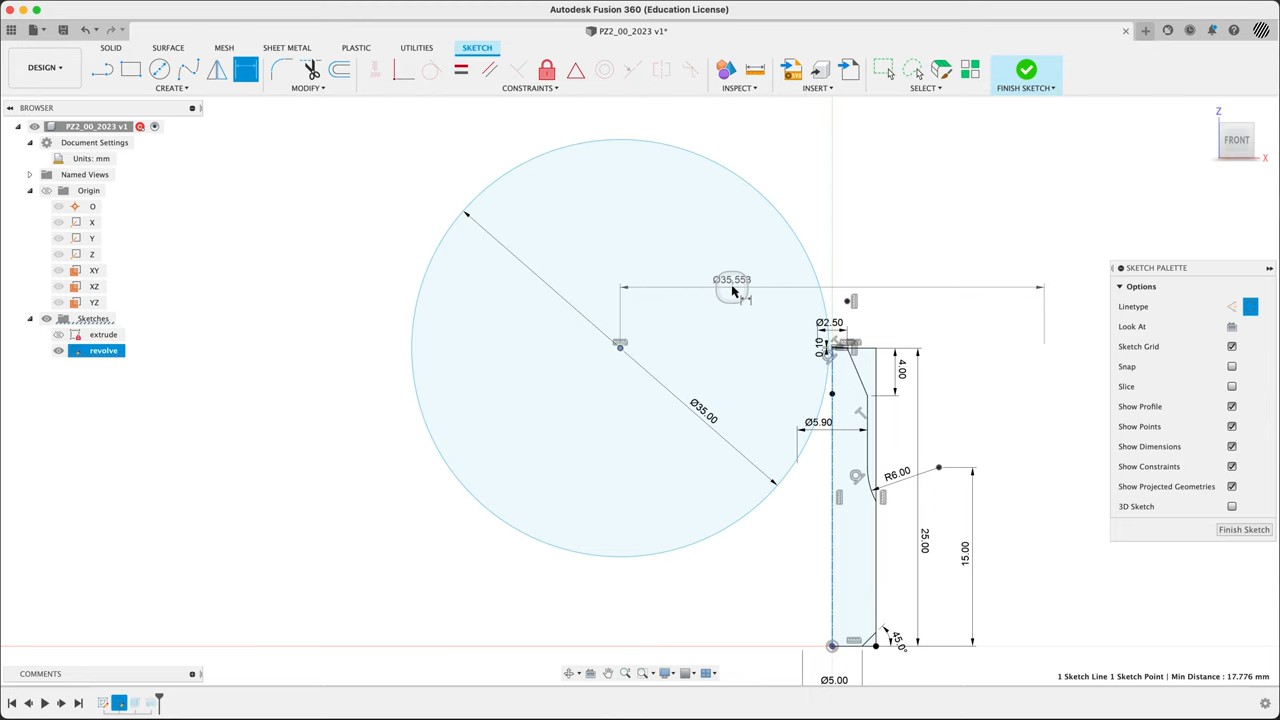 Autodesk Fusion 360 (Education License)
PZ2_00_2023 v1*
DESIGN
SOLID
SURFACE
MESH
SHEET METAL
PLASTIC
UTILITIES
SKETCH
CREATE
MODIFY
CONSTRAINTS
INSPECT
INSERT
SELECT
FINISH SKETCH
BROWSER
PZ2_00_2023 v1
Document Settings
Units: mm
Named Views
Origin
O
X
Y
Z
XY
XZ
YZ
Sketches
extrude
revolve
Z
FRONT
X
Ø35.553
Ø2.50
0.10
4.00
Ø35.00
Ø5.90
R6.00
25.00
15.00
45.0°
Ø5.00
SKETCH PALETTE
Options
Linetype
Look At
Sketch Grid
Snap
Slice
Show Profile
Show Points
Show Dimensions
Show Constraints
Show Projected Geometries
3D Sketch
Finish Sketch
COMMENTS
1 Sketch Line 1 Sketch Point | Min Distance : 17.776 mm